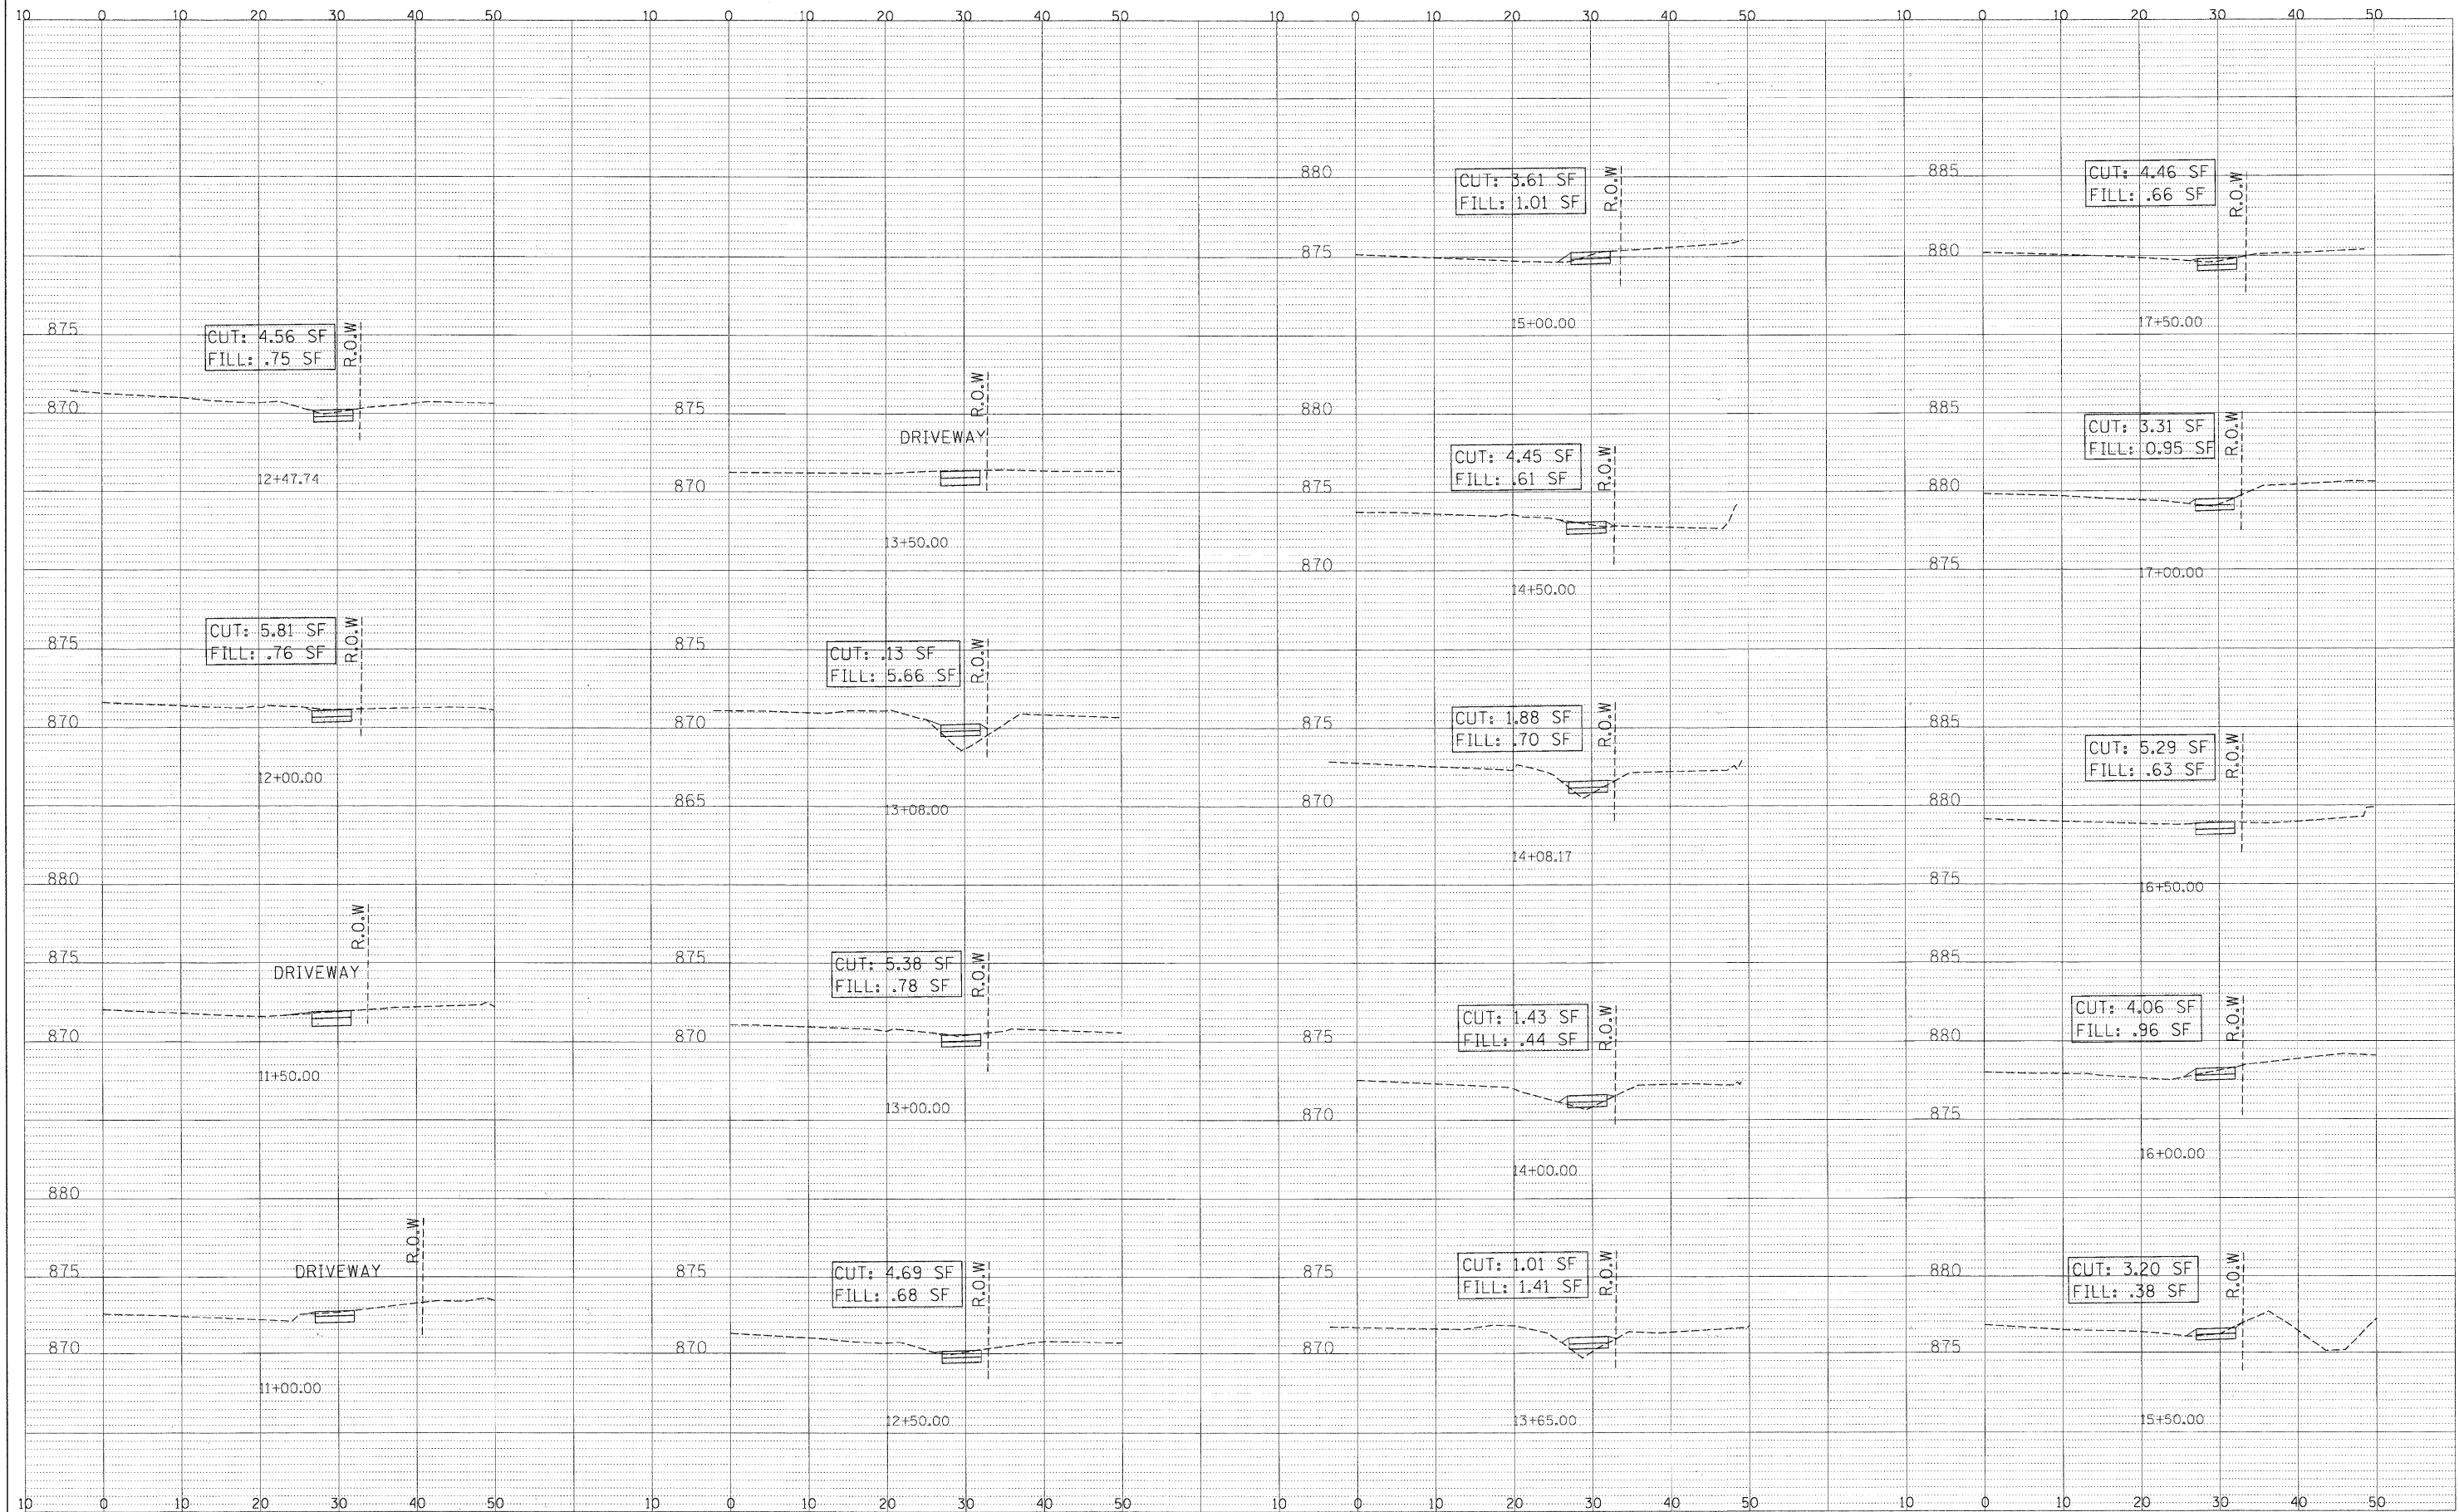 10 0 10 20 30 40 50 10 0 10 20 30 40 50 10 0 10 20 30 40 50 10 0 10 20 30 40 50
875
CUT: 4.56 SF
FILL: .75 SF
R.O.W
870
12+47.74
875
CUT: 5.81 SF
FILL: .76 SF
R.O.W
870
12+00.00
880
R.O.W
875
DRIVEWAY
870
11+50.00
880
R.O.W
875
DRIVEWAY
870
11+00.00
875
R.O.W
DRIVEWAY
870
13+50.00
875
CUT: .13 SF
FILL: 5.66 SF
R.O.W
870
865
13+08.00
875
CUT: 5.38 SF
FILL: .78 SF
R.O.W
870
13+00.00
875
CUT: 4.69 SF
FILL: .68 SF
R.O.W
870
12+50.00
880
CUT: 3.61 SF
FILL: 1.01 SF
R.O.W
875
15+00.00
880
CUT: 4.45 SF
FILL: .61 SF
R.O.W
875
870
14+50.00
875
CUT: 1.88 SF
FILL: .70 SF
R.O.W
870
14+08.17
875
CUT: 1.43 SF
FILL: .44 SF
R.O.W
870
14+00.00
875
CUT: 1.01 SF
FILL: 1.41 SF
R.O.W
870
13+65.00
885
CUT: 4.46 SF
FILL: .66 SF
R.O.W
880
17+50.00
885
CUT: 3.31 SF
FILL: 0.95 SF
R.O.W
880
875
17+00.00
885
CUT: 5.29 SF
FILL: .63 SF
R.O.W
880
875
16+50.00
885
CUT: 4.06 SF
FILL: .96 SF
R.O.W
880
875
16+00.00
880
CUT: 3.20 SF
FILL: .38 SF
R.O.W
875
15+50.00
10 0 10 20 30 40 50 10 0 10 20 30 40 50 10 0 10 20 30 40 50 10 0 10 20 30 40 50